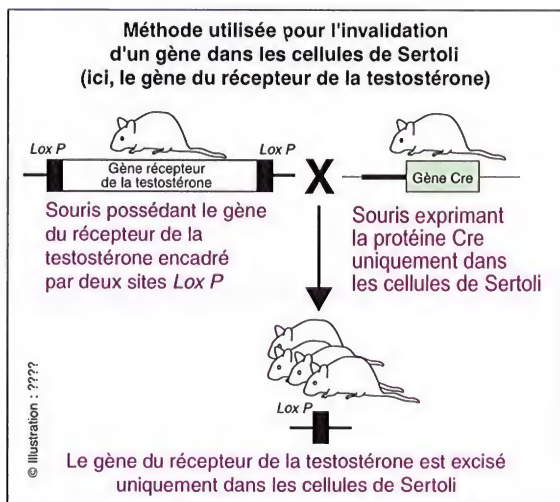 Méthode utilisée pour l'invalidation
d'un gène dans les cellules de Sertoli
(ici, le gène du récepteur de la testostérone)
Lox P
Lox P
Gène récepteur
de la testostérone
X
Gène Cre
Souris possédant le gène
du récepteur de la
testostérone encadré
par deux sites Lox P
Souris exprimant
la protéine Cre
uniquement dans
les cellules de Sertoli
Lox P
Le gène du récepteur de la testostérone est excisé
uniquement dans les cellules de Sertoli
© Illustration : ????